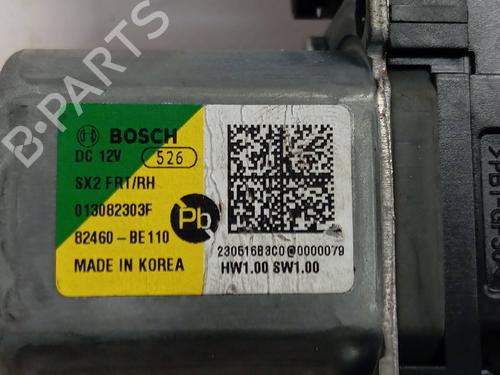 B-PARTS
BOSCH
DC 12V 526
SX2 FRT/RH
013082303F
82460-BE110
MADE IN KOREA
Pb
230516B3C0@0000079
HW1.00 SW1.00